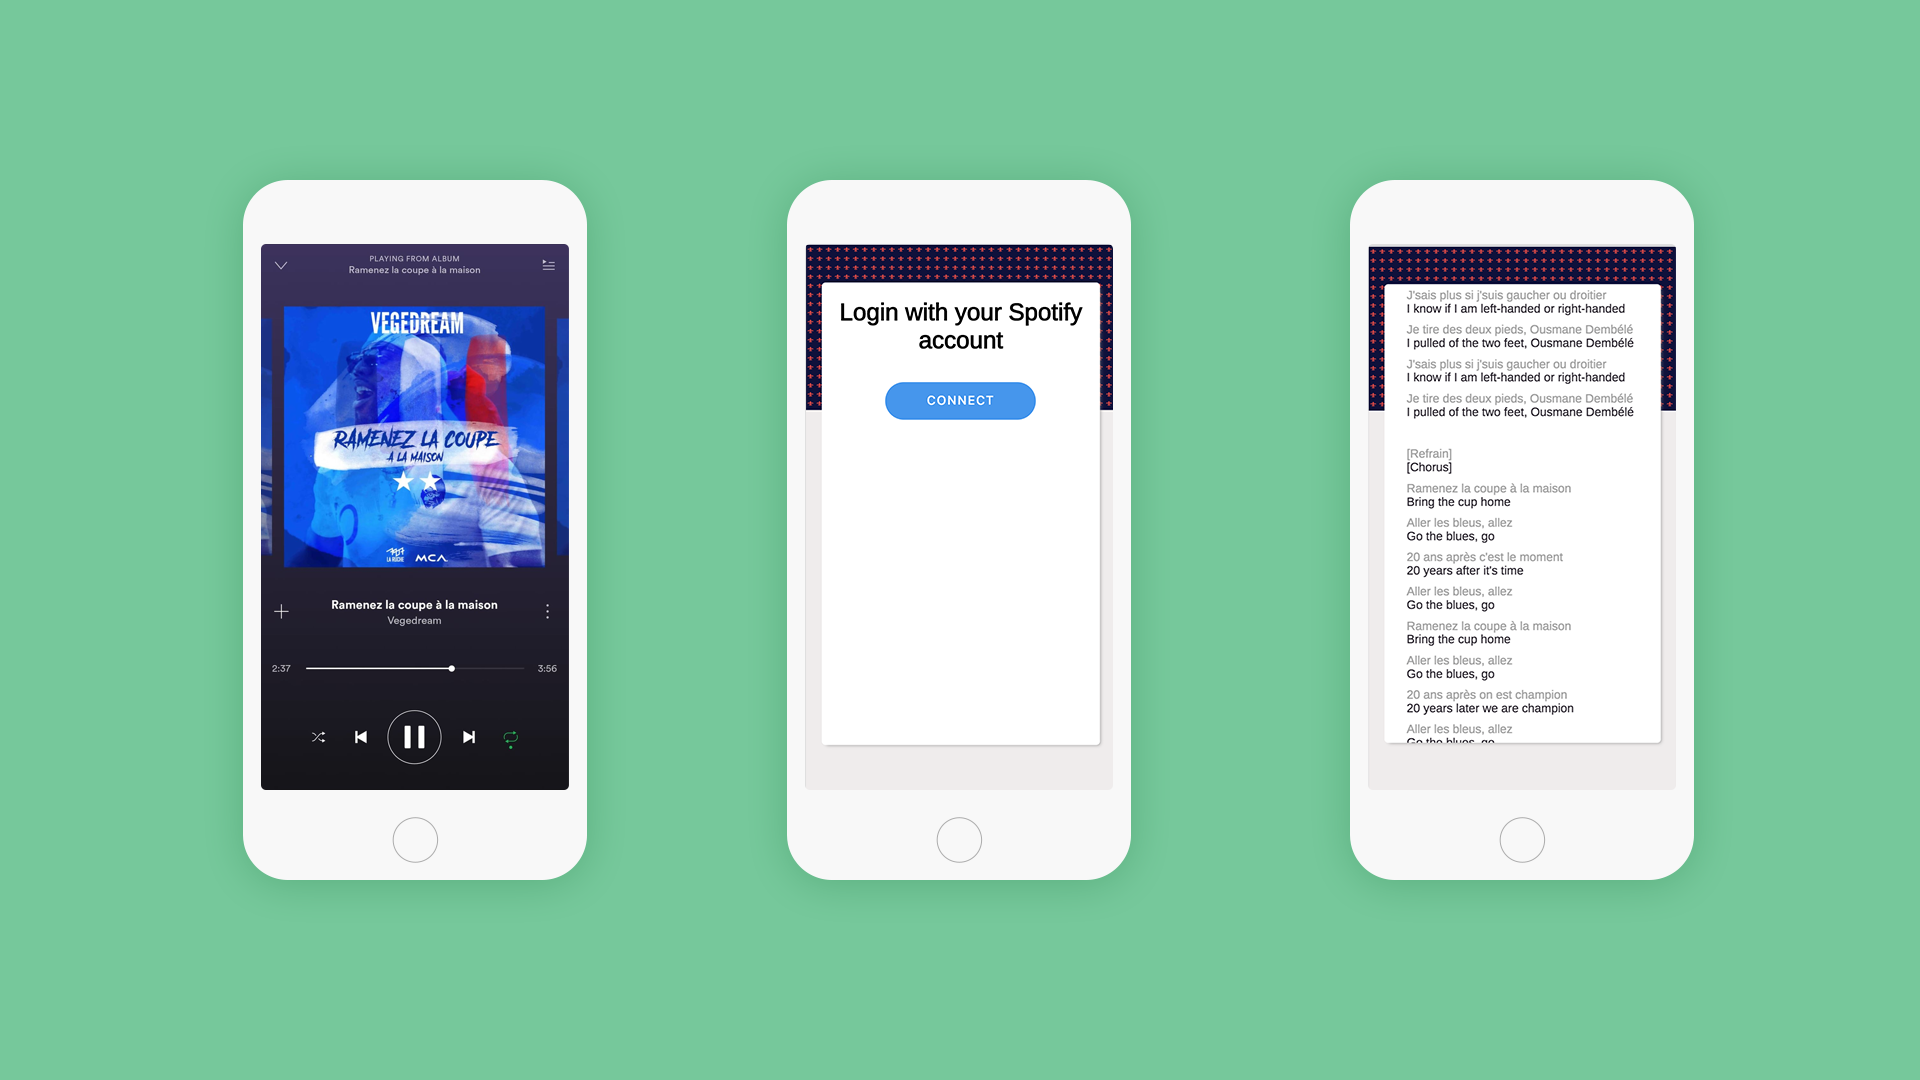 PLAYING FROM ALBUM
Ramenez la coupe à la maison
VEGEDREAM
RAMENEZ LA COUPE
A LA MAISON
LA RUCHE
MCA
Ramenez la coupe à la maison
Vegedream
2:37
3:56
Login with your Spotify
account
CONNECT
J'sais plus si j'suis gaucher ou droitier
I know if I am left-handed or right-handed
Je tire des deux pieds, Ousmane Dembélé
I pulled of the two feet, Ousmane Dembélé
J'sais plus si j'suis gaucher ou droitier
I know if I am left-handed or right-handed
Je tire des deux pieds, Ousmane Dembélé
I pulled of the two feet, Ousmane Dembélé
[Refrain]
[Chorus]
Ramenez la coupe à la maison
Bring the cup home
Aller les bleus, allez
Go the blues, go
20 ans après c'est le moment
20 years after it's time
Aller les bleus, allez
Go the blues, go
Ramenez la coupe à la maison
Bring the cup home
Aller les bleus, allez
Go the blues, go
20 ans après on est champion
20 years later we are champion
Aller les bleus, allez
Go the blues, go